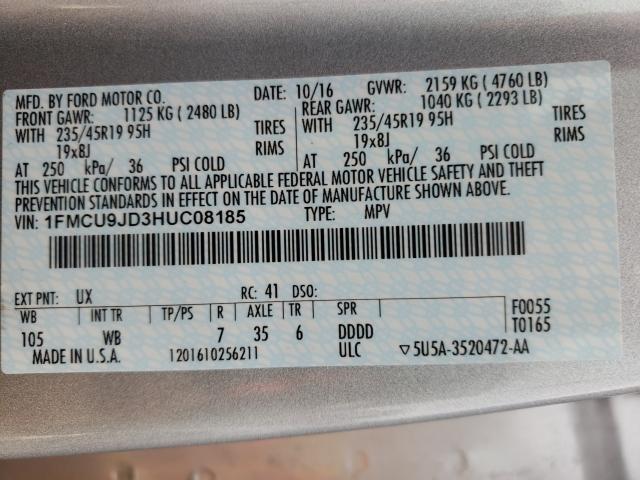 MFD. BY FORD MOTOR CO. DATE: 10/16 GVWR: 2159 KG ( 4760 LB)
FRONT GAWR: 1125 KG ( 2480 LB) REAR GAWR: 1040 KG ( 2293 LB)
WITH 235/45R19 95H TIRES WITH 235/45R19 95H TIRES
19x8J RIMS 19x8J RIMS
AT 250 kPa/ 36 PSI COLD AT 250 kPa/ 36 PSI COLD
THIS VEHICLE CONFORMS TO ALL APPLICABLE FEDERAL MOTOR VEHICLE SAFETY AND THEFT
PREVENTION STANDARDS IN EFFECT ON THE DATE OF MANUFACTURE SHOWN ABOVE.
VIN: 1FMCU9JD3HUC08185 TYPE: MPV
EXT PNT: UX RC: 41 DSO:
WB INT TR TP/PS R AXLE TR SPR F0055
105 WB 7 35 6 DDDD T0165
MADE IN U.S.A. 1201610256211 ULC ▽5U5A-3520472-AA